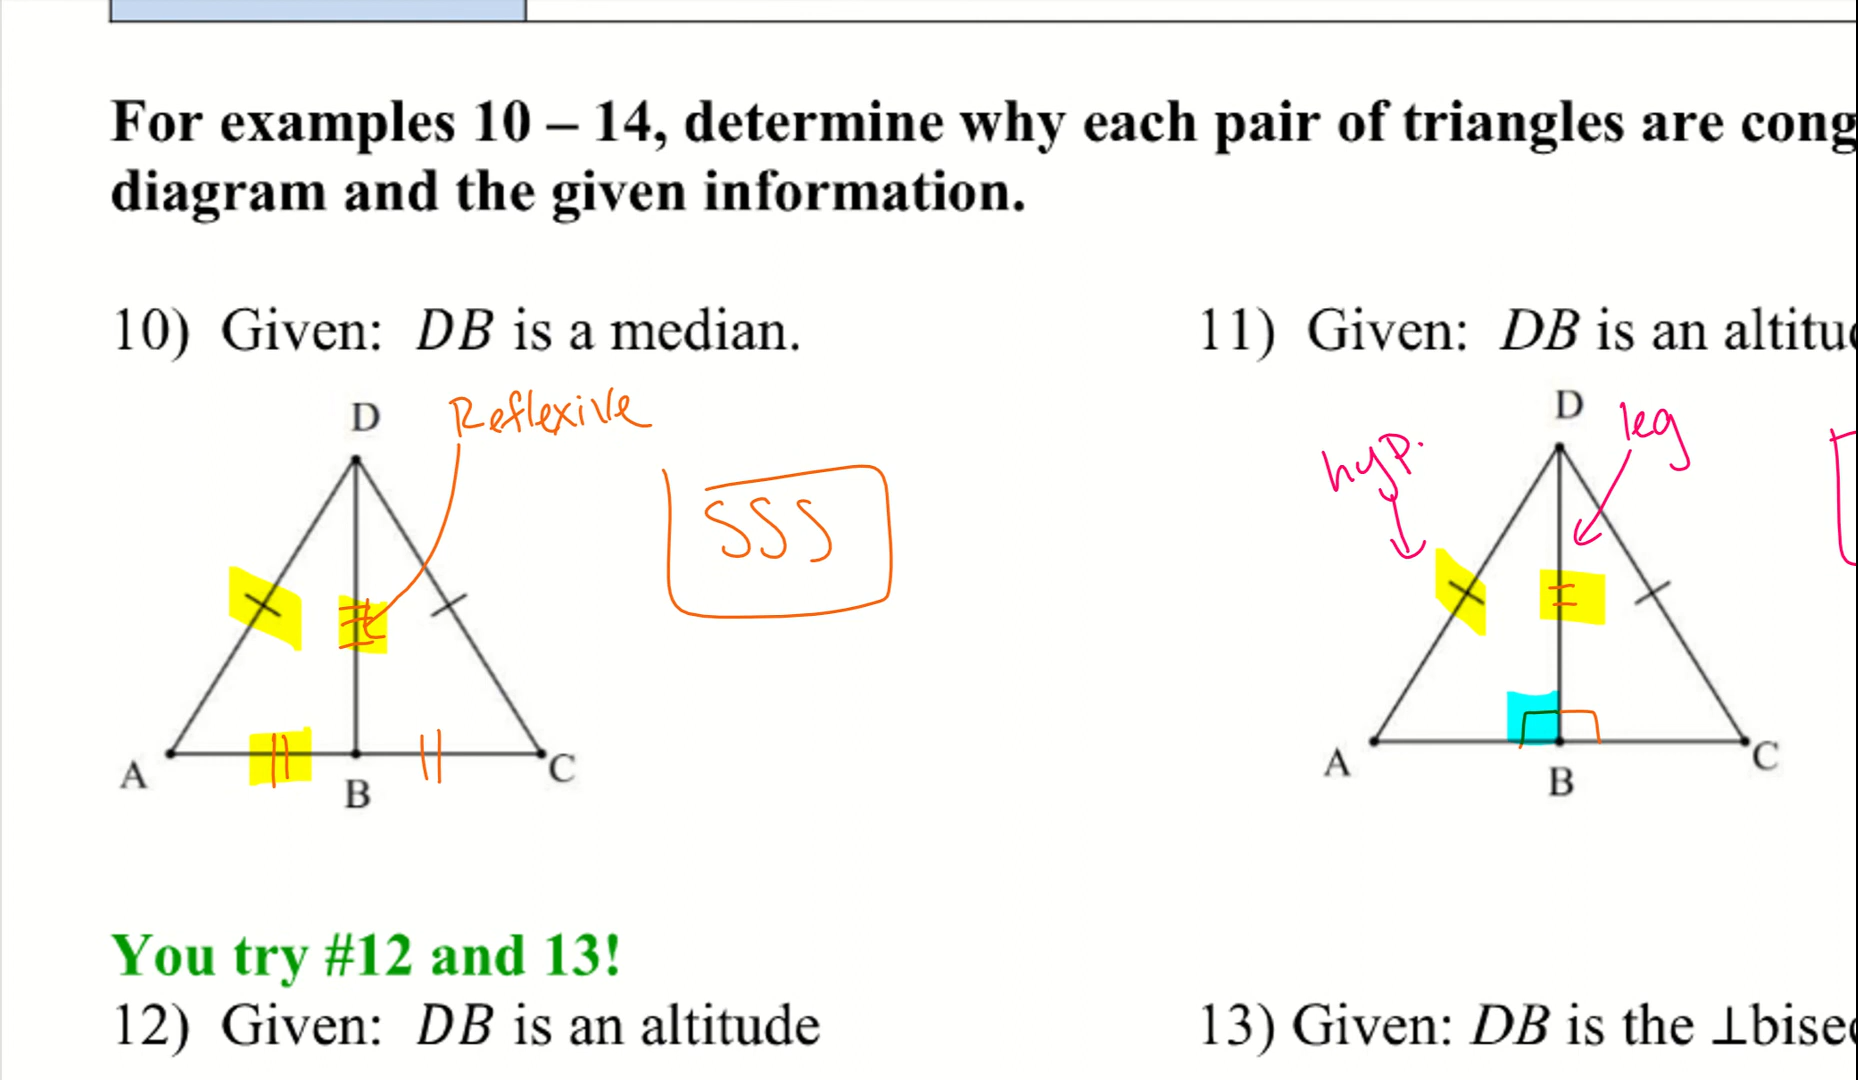 For examples 10 – 14, determine why each pair of triangles are cong
diagram and the given information.
10) Given: DB is a median.
11) Given: DB is an altitu
D
Reflexive
SSS
A
B
C
D
hyp.
leg
A
B
C
You try #12 and 13!
12) Given: DB is an altitude
13) Given: DB is the ⊥bise